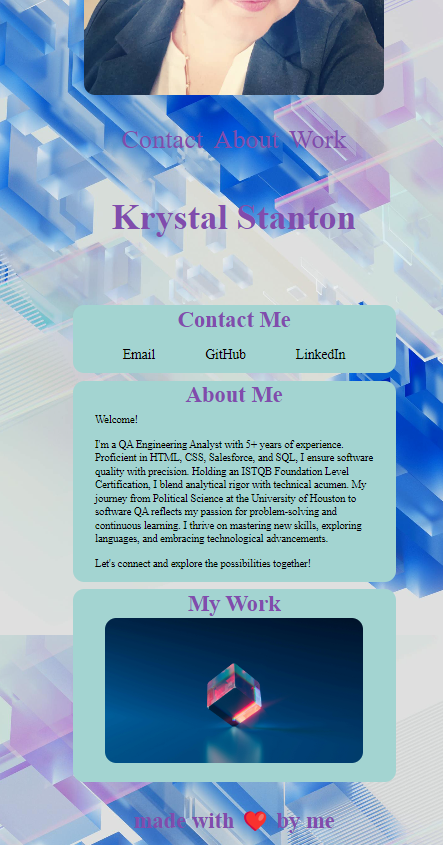 Contact About Work
Krystal Stanton
Contact Me
Email GitHub LinkedIn
About Me
Welcome!
I'm a QA Engineering Analyst with 5+ years of experience.
Proficient in HTML, CSS, Salesforce, and SQL, I ensure software
quality with precision. Holding an ISTQB Foundation Level
Certification, I blend analytical rigor with technical acumen. My
journey from Political Science at the University of Houston to
software QA reflects my passion for problem-solving and
continuous learning. I thrive on mastering new skills, exploring
languages, and embracing technological advancements.
Let's connect and explore the possibilities together!
My Work
made with ❤️ by me